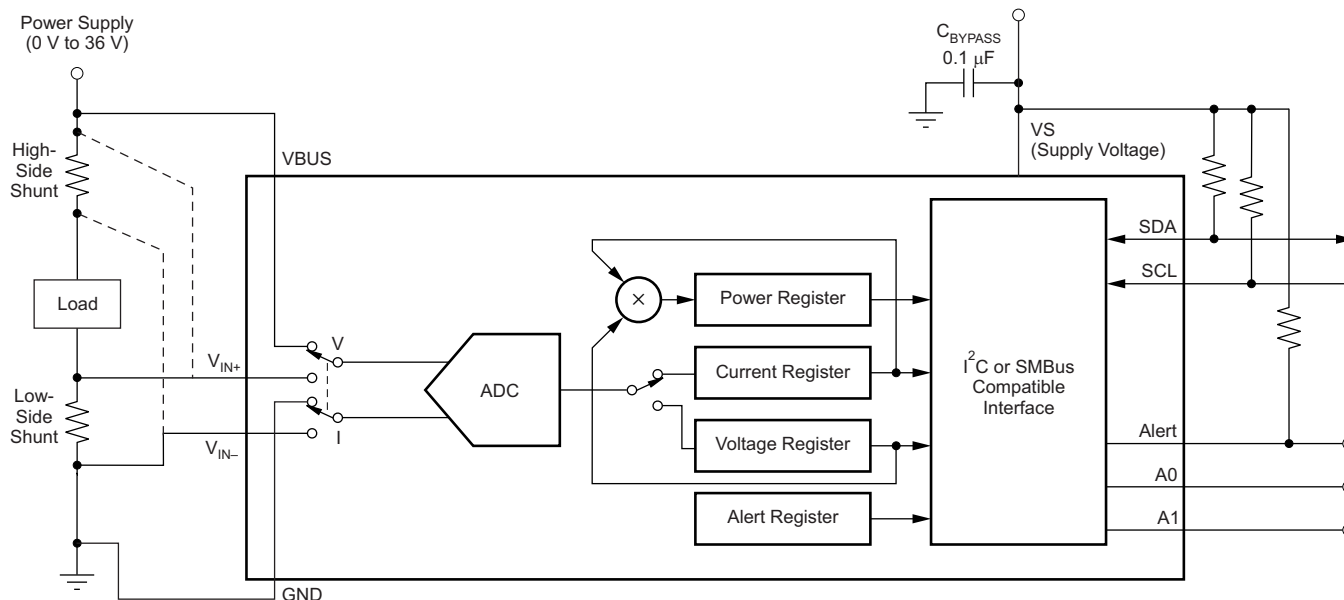 Power Supply
(0 V to 36 V)
C_BYPASS
0.1 μF
VS
(Supply Voltage)
High-
Side
Shunt
VBUS
SDA
SCL
×
Power Register
Load
V
V_IN+
ADC
Current Register
I²C or SMBus
Compatible
Interface
Low-
Side
Shunt
I
V_IN–
Voltage Register
Alert
A0
Alert Register
A1
GND